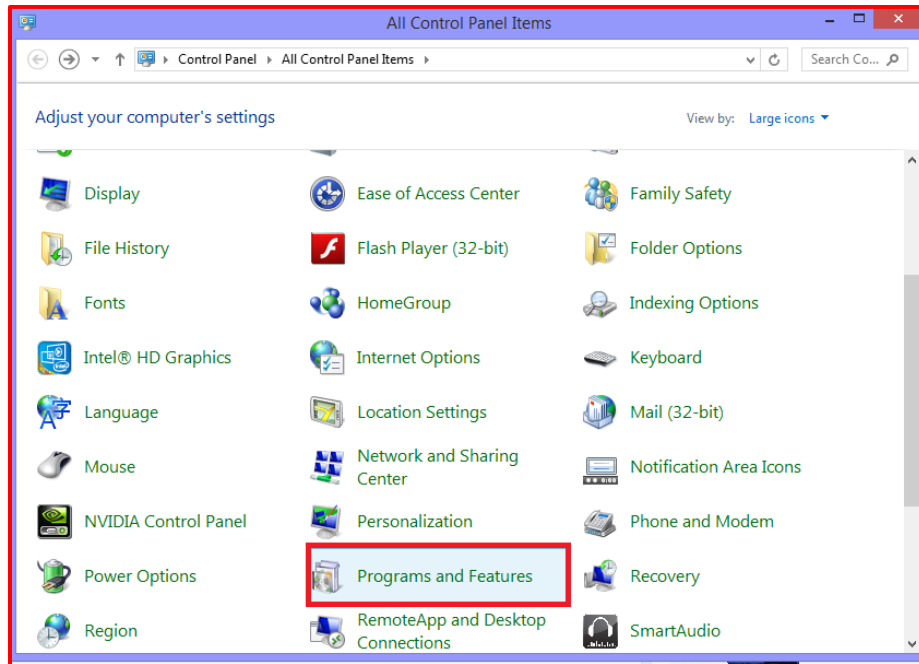 All Control Panel Items
Control Panel All Control Panel Items
Search Co...
Adjust your computer's settings
View by: Large icons
Display
Ease of Access Center
Family Safety
File History
Flash Player (32-bit)
Folder Options
Fonts
HomeGroup
Indexing Options
Intel® HD Graphics
Internet Options
Keyboard
Language
Location Settings
Mail (32-bit)
Mouse
Network and Sharing
Center
Notification Area Icons
NVIDIA Control Panel
Personalization
Phone and Modem
Power Options
Programs and Features
Recovery
Region
RemoteApp and Desktop
Connections
SmartAudio